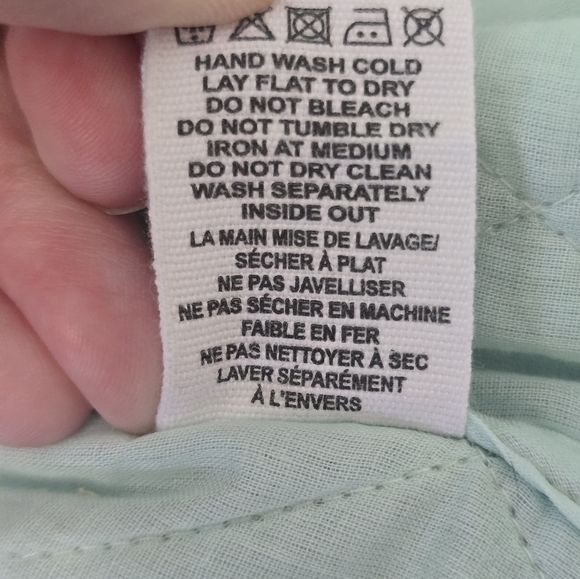 HAND WASH COLD
LAY FLAT TO DRY
DO NOT BLEACH
DO NOT TUMBLE DRY
IRON AT MEDIUM
DO NOT DRY CLEAN
WASH SEPARATELY
INSIDE OUT
LA MAIN MISE DE LAVAGE/
SÉCHER À PLAT
NE PAS JAVELLISER
NE PAS SÉCHER EN MACHINE
FAIBLE EN FER
NE PAS NETTOYER À SEC
LAVER SÉPARÉMENT
À L'ENVERS